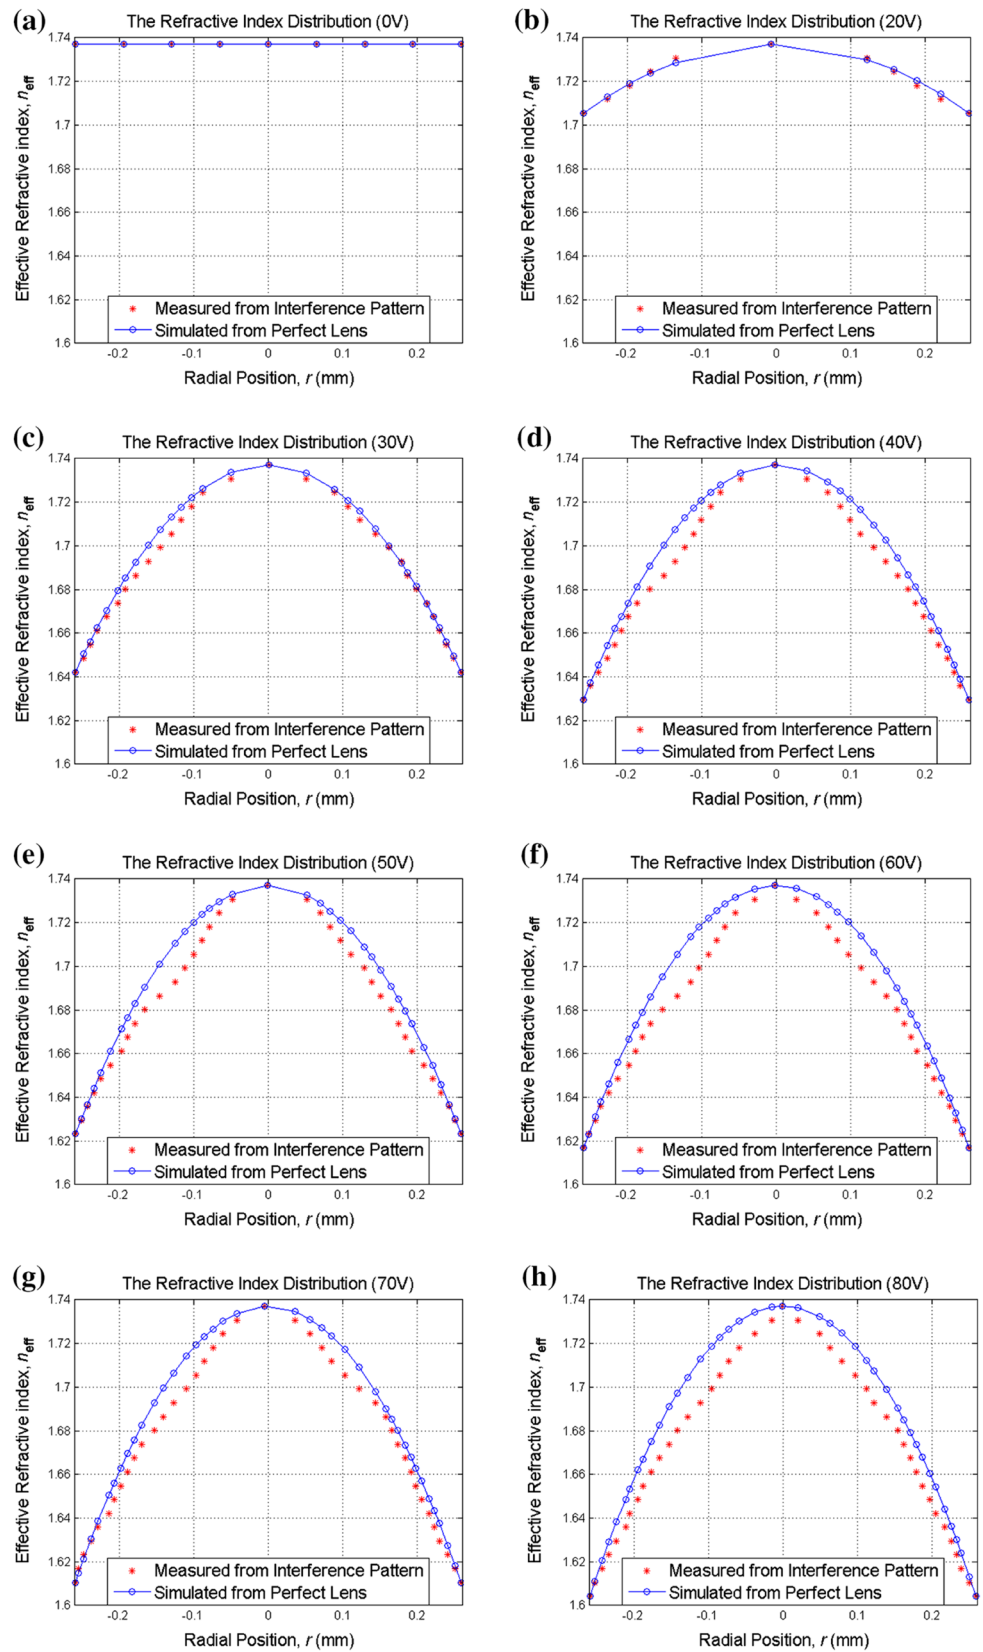 (a)
The Refractive Index Distribution (0V)
1.74
1.72
1.7
1.68
1.66
1.64
1.62
1.6
Effective Refractive index, neff
Measured from Interference Pattern
Simulated from Perfect Lens
-0.2 -0.1 0 0.1 0.2
Radial Position, r (mm)
(b)
The Refractive Index Distribution (20V)
1.74
1.72
1.7
1.68
1.66
1.64
1.62
1.6
Effective Refractive index, neff
Measured from Interference Pattern
Simulated from Perfect Lens
-0.2 -0.1 0 0.1 0.2
Radial Position, r (mm)
(c)
The Refractive Index Distribution (30V)
1.74
1.72
1.7
1.68
1.66
1.64
1.62
1.6
Effective Refractive index, neff
Measured from Interference Pattern
Simulated from Perfect Lens
-0.2 -0.1 0 0.1 0.2
Radial Position, r (mm)
(d)
The Refractive Index Distribution (40V)
1.74
1.72
1.7
1.68
1.66
1.64
1.62
1.6
Effective Refractive index, neff
Measured from Interference Pattern
Simulated from Perfect Lens
-0.2 -0.1 0 0.1 0.2
Radial Position, r (mm)
(e)
The Refractive Index Distribution (50V)
1.74
1.72
1.7
1.68
1.66
1.64
1.62
1.6
Effective Refractive index, neff
Measured from Interference Pattern
Simulated from Perfect Lens
-0.2 -0.1 0 0.1 0.2
Radial Position, r (mm)
(f)
The Refractive Index Distribution (60V)
1.74
1.72
1.7
1.68
1.66
1.64
1.62
1.6
Effective Refractive index, neff
Measured from Interference Pattern
Simulated from Perfect Lens
-0.2 -0.1 0 0.1 0.2
Radial Position, r (mm)
(g)
The Refractive Index Distribution (70V)
1.74
1.72
1.7
1.68
1.66
1.64
1.62
1.6
Effective Refractive index, neff
Measured from Interference Pattern
Simulated from Perfect Lens
-0.2 -0.1 0 0.1 0.2
Radial Position, r (mm)
(h)
The Refractive Index Distribution (80V)
1.74
1.72
1.7
1.68
1.66
1.64
1.62
1.6
Effective Refractive index, neff
Measured from Interference Pattern
Simulated from Perfect Lens
-0.2 -0.1 0 0.1 0.2
Radial Position, r (mm)